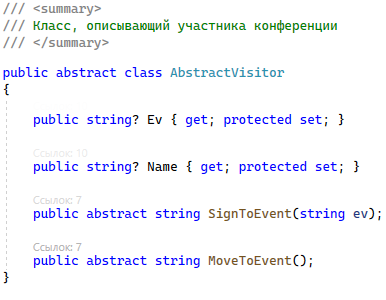 /// <summary>
/// Класс, описывающий участника конференции
/// </summary>
public abstract class AbstractVisitor
{
public string? Ev { get; protected set; }
Ссылок: 10
public string? Name { get; protected set; }
Ссылок: 7
public abstract string SignToEvent(string ev);
Ссылок: 7
public abstract string MoveToEvent();
}